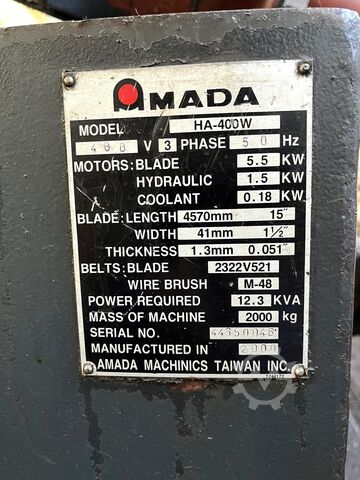 AMADA
MODEL HA-400W
400 V 3 PHASE 50 Hz
MOTORS: BLADE 5.5 KW
HYDRAULIC 1.5 KW
COOLANT 0.18 KW
BLADE: LENGTH 4570mm 15"
WIDTH 41mm 1½"
THICKNESS 1.3mm 0.051"
BELTS: BLADE 2322V521
WIRE BRUSH M-48
POWER REQUIRED 12.3 KVA
MASS OF MACHINE 2000 kg
SERIAL NO. 44350046
MANUFACTURED IN 2000
AMADA MACHINICS TAIWAN INC.